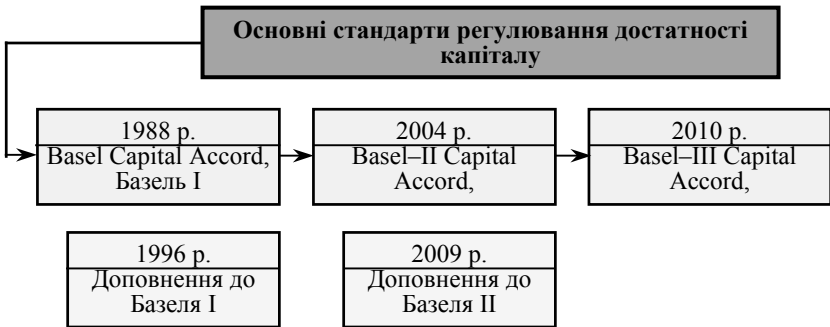 Основні стандарти регулювання достатності
капіталу
1988 р.
Basel Capital Accord,
Базель I
2004 р.
Basel–II Capital
Accord,
2010 р.
Basel–III Capital
Accord,
1996 р.
Доповнення до
Базеля I
2009 р.
Доповнення до
Базеля II